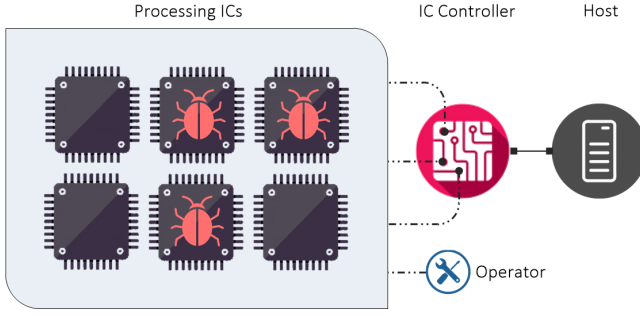 Processing ICs
IC Controller
Host
Operator